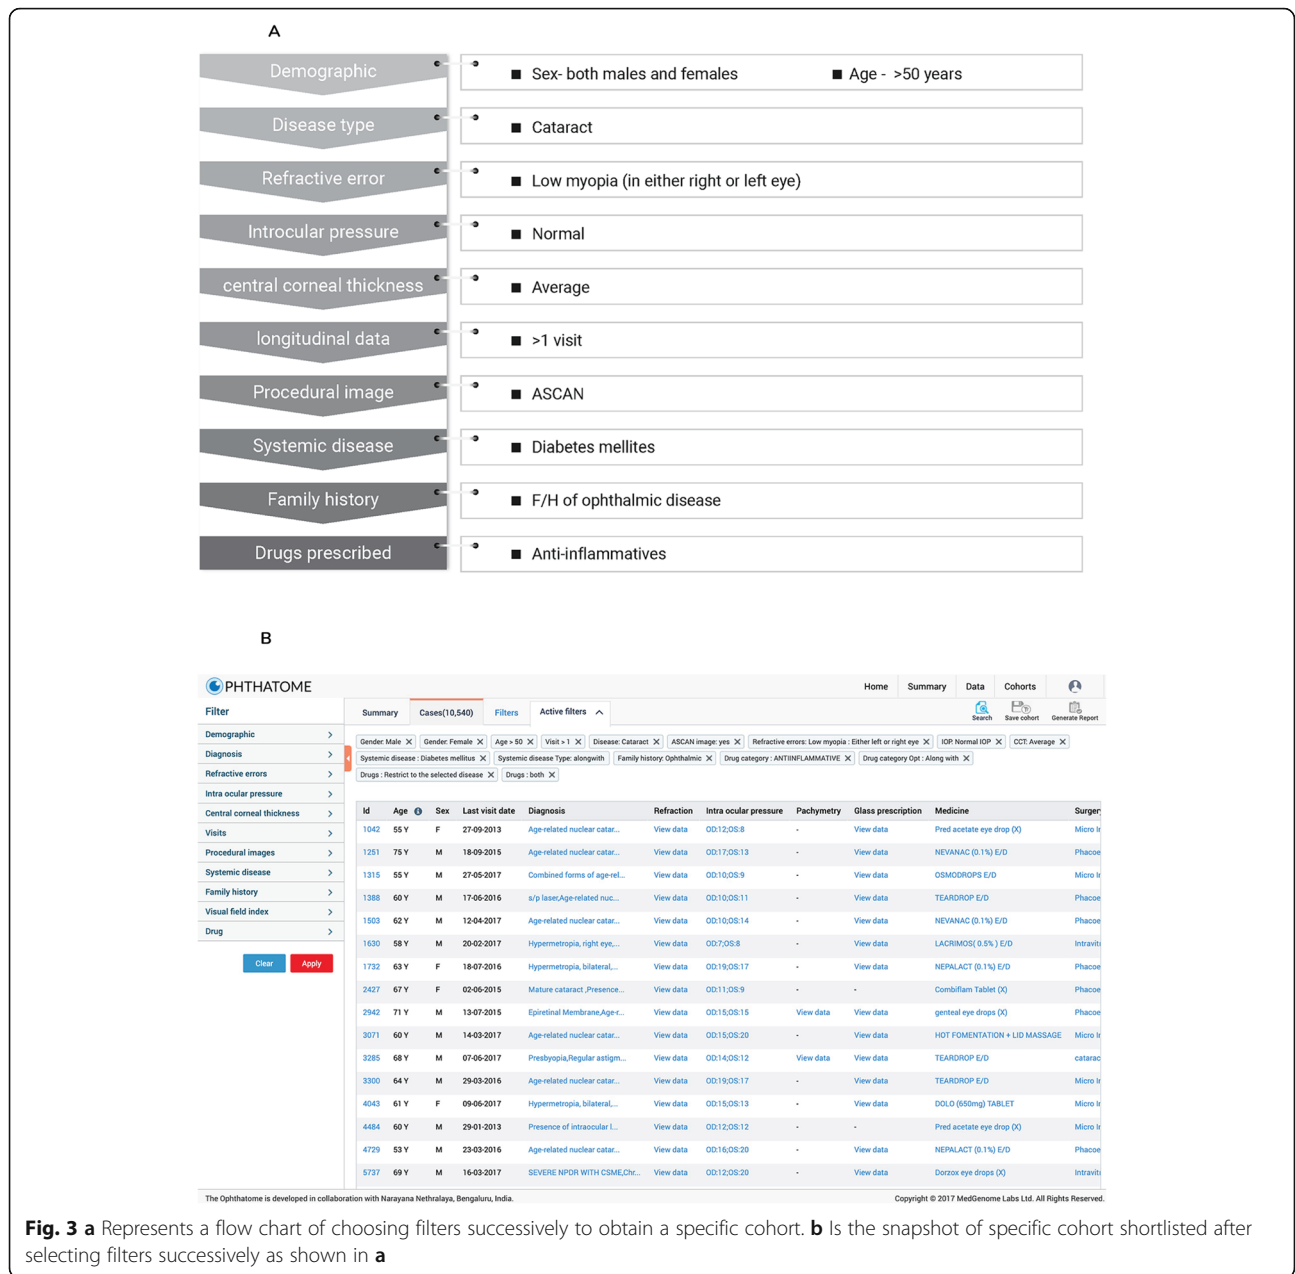 A
Demographic
■ Sex- both males and females ■ Age - >50 years
Disease type
■ Cataract
Refractive error
■ Low myopia (in either right or left eye)
Introcular pressure
■ Normal
central corneal thickness
■ Average
longitudinal data
■ >1 visit
Procedural image
■ ASCAN
Systemic disease
■ Diabetes mellites
Family history
■ F/H of ophthalmic disease
Drugs prescribed
■ Anti-inflammatives
B
PHTHATOME
Home Summary Data Cohorts
Filter
Summary Cases(10,540) Filters Active filters
Search Save cohort Generate Report
Demographic
Diagnosis
Refractive errors
Intra ocular pressure
Central corneal thickness
Visits
Procedural images
Systemic disease
Family history
Visual field index
Drug
Clear Apply
Gender: Male X Gender: Female X Age > 50 X Visit > 1 X Disease: Cataract X ASCAN image: yes X Refractive errors: Low myopia : Either left or right eye X IOP: Normal IOP X CCT: Average X
Systemic disease : Diabetes mellitus X Systemic disease Type: alongwith Family history: Ophthalmic X Drug category : ANTIINFLAMMATIVE X Drug category Opt : Along with X
Drugs : Restrict to the selected disease X Drugs : both X
Id Age Sex Last visit date Diagnosis Refraction Intra ocular pressure Pachymetry Glass prescription Medicine Surger
1042 55 Y F 27-09-2013 Age-related nuclear catar... View data OD:12;OS:8 - View data Pred acetate eye drop (X) Micro Ir
1251 75 Y M 18-09-2015 Age-related nuclear catar... View data OD:17;OS:13 - View data NEVANAC (0.1%) E/D Phacoe
1315 55 Y M 27-05-2017 Combined forms of age-rel... View data OD:10;OS:9 - View data OSMODROPS E/D Micro Ir
1388 60 Y M 17-06-2016 s/p laser,Age-related nuc... View data OD:10;OS:11 - View data TEARDROP E/D Phacoe
1503 62 Y M 12-04-2017 Age-related nuclear catar... View data OD:10;OS:14 - View data NEVANAC (0.1%) E/D Phacoe
1630 58 Y M 20-02-2017 Hypermetropia, right eye,... View data OD:7;OS:8 - View data LACRIMOS( 0.5% ) E/D Intravit
1732 63 Y F 18-07-2016 Hypermetropia, bilateral,... View data OD:19;OS:17 - View data NEPALACT (0.1%) E/D Phacoe
2427 67 Y F 02-06-2015 Mature cataract ,Presence... View data OD:11;OS:9 - - Combiflam Tablet (X) Phacoe
2942 71 Y M 13-07-2015 Epiretinal Membrane,Age-r... View data OD:15;OS:15 View data View data genteal eye drops (X) Phacoe
3071 60 Y M 14-03-2017 Age-related nuclear catar... View data OD:15;OS:20 - View data HOT FOMENTATION + LID MASSAGE Micro Ir
3285 68 Y M 07-06-2017 Presbyopia,Regular astigm... View data OD:14;OS:12 View data View data TEARDROP E/D catarac
3300 64 Y M 29-03-2016 Age-related nuclear catar... View data OD:19;OS:17 - View data TEARDROP E/D Micro Ir
4043 61 Y F 09-06-2017 Hypermetropia, bilateral,... View data OD:15;OS:13 - View data DOLO (650mg) TABLET Micro Ir
4484 60 Y M 29-01-2013 Presence of intraocular l... View data OD:12;OS:12 - - Pred acetate eye drop (X) Micro Ir
4729 53 Y M 23-03-2016 Age-related nuclear catar... View data OD:16;OS:20 - View data NEPALACT (0.1%) E/D Phacoe
5737 69 Y M 16-03-2017 SEVERE NPDR WITH CSME,Chr... View data OD:12;OS:20 - View data Dorzox eye drops (X) Intravit
The Ophthatome is developed in collaboration with Narayana Nethralaya, Bengaluru, India. Copyright © 2017 MedGenome Labs Ltd. All Rights Reserved.
Fig. 3 a Represents a flow chart of choosing filters successively to obtain a specific cohort. b Is the snapshot of specific cohort shortlisted after
selecting filters successively as shown in a